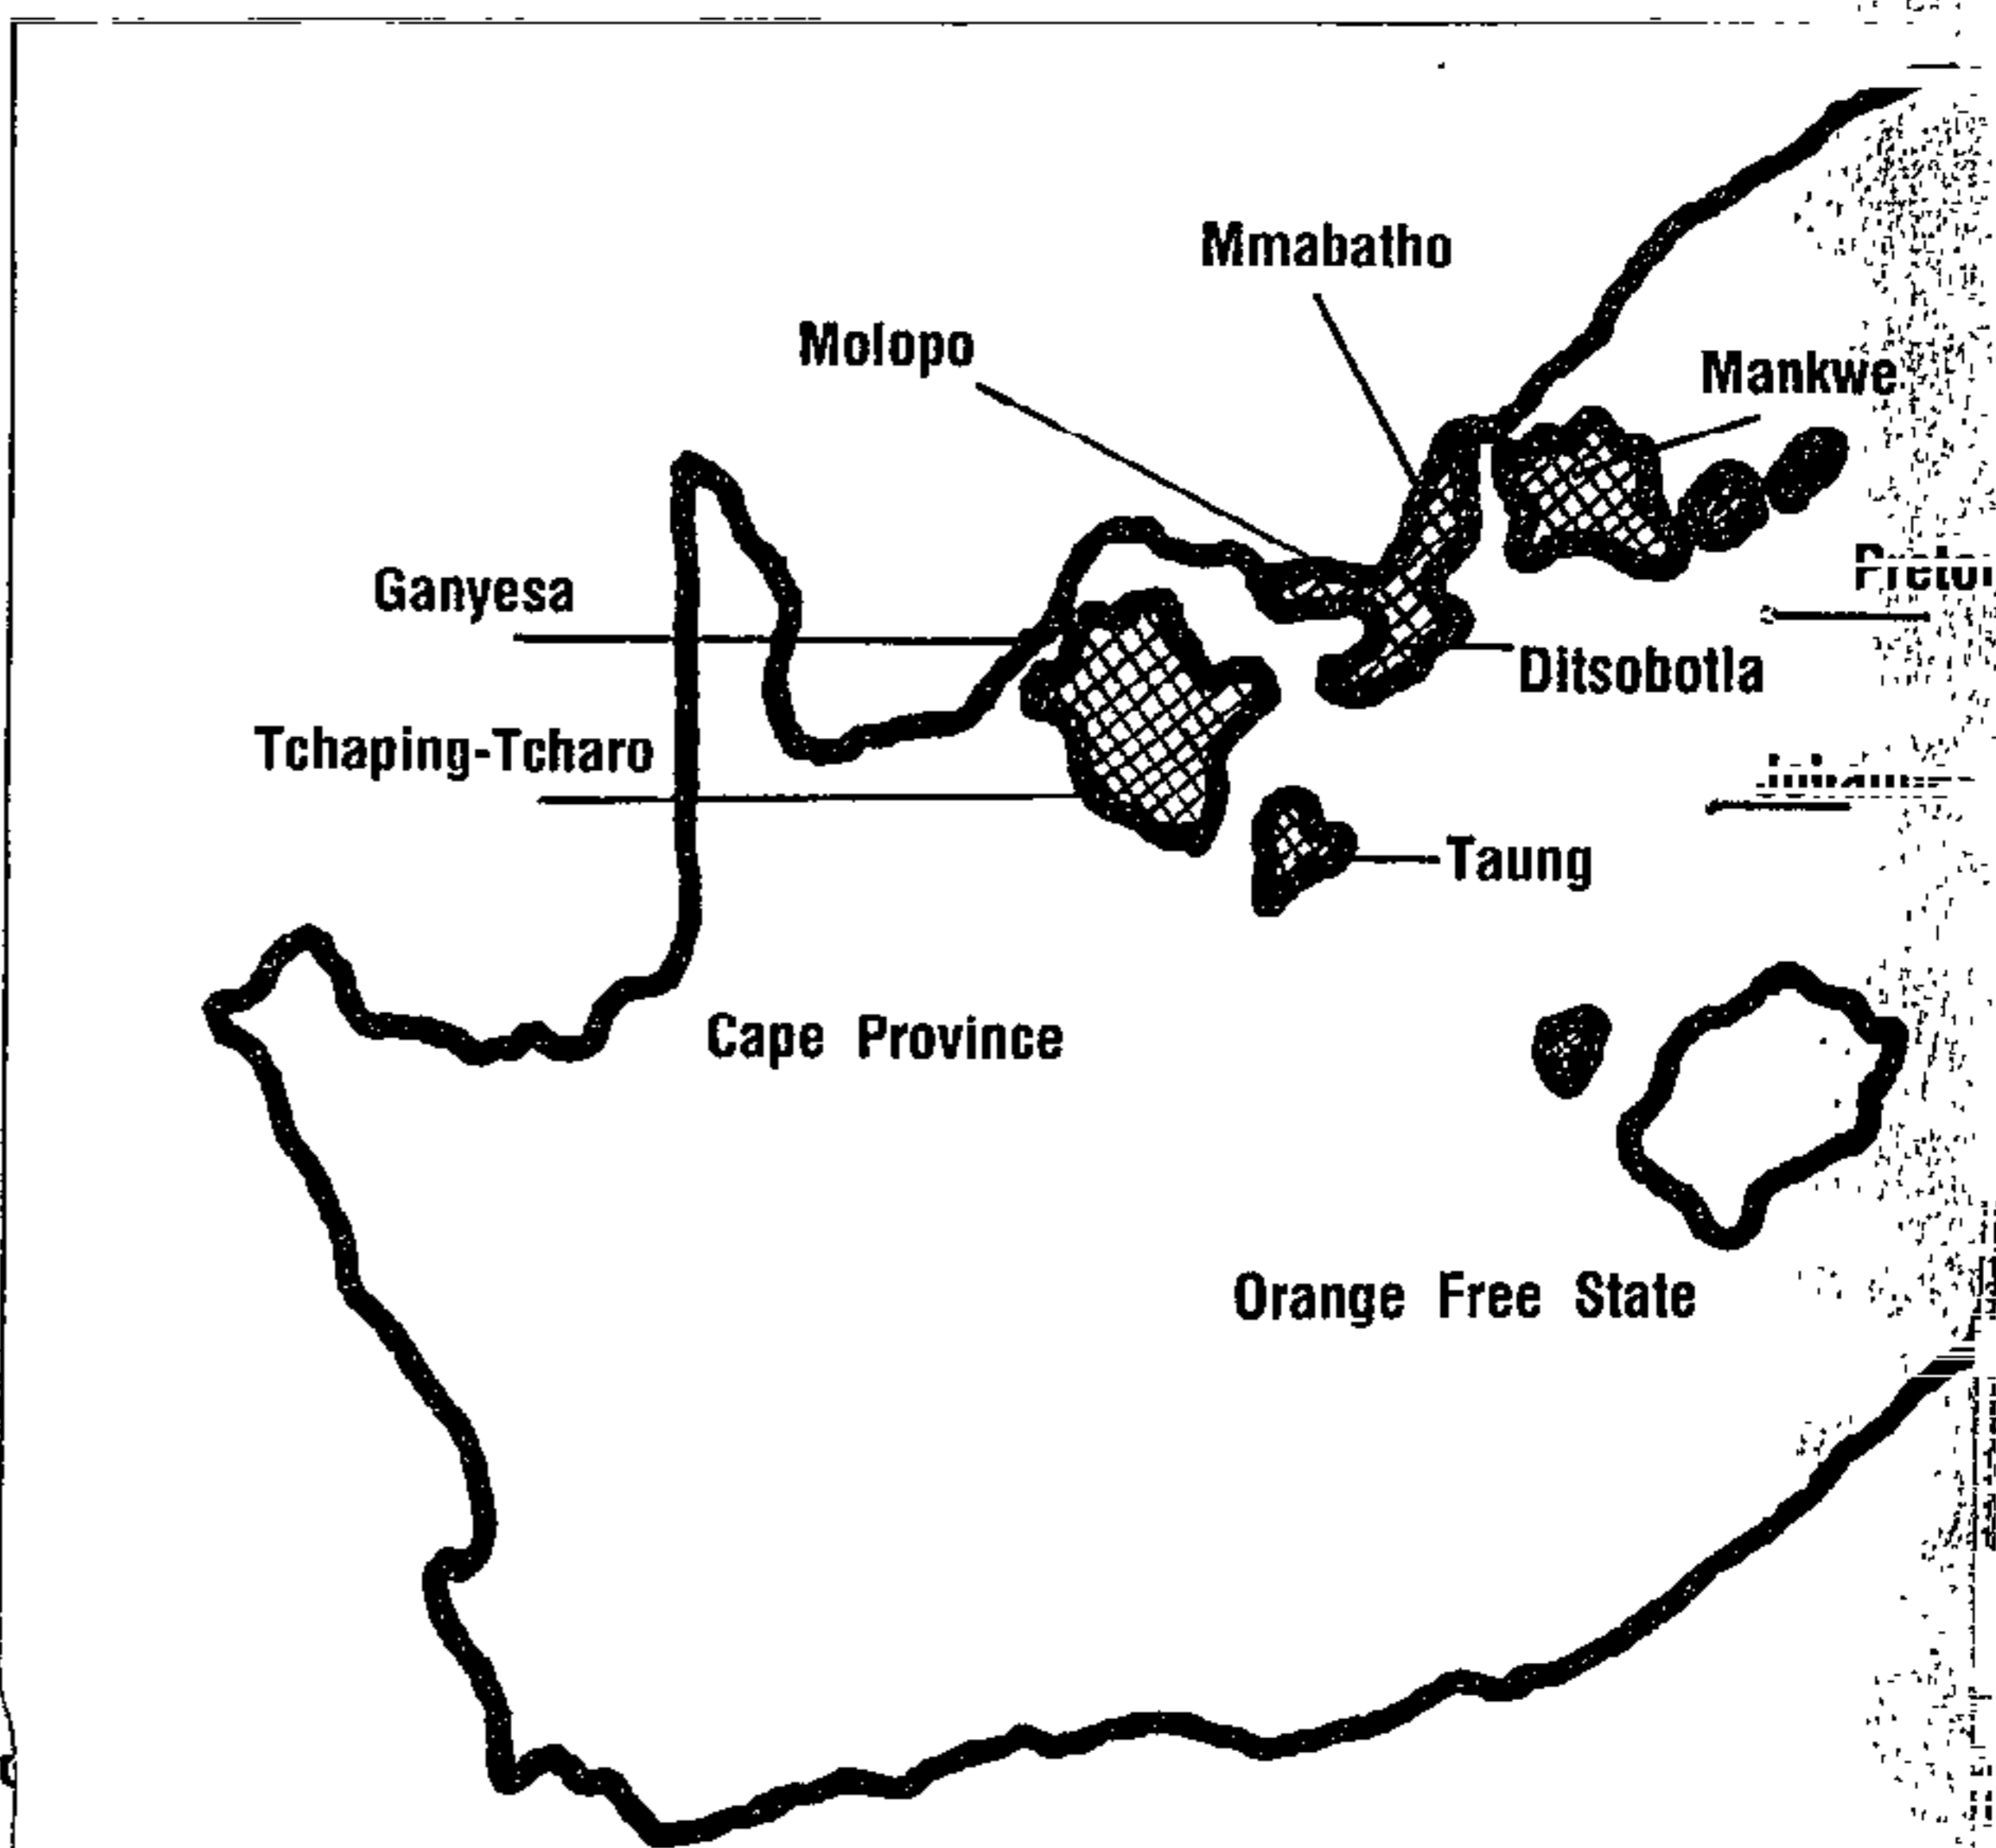 Mmabatho
Molopo
Mankwe
Ganyesa
Ditsobotla
Tchaping-Tcharo
Taung
Cape Province
Orange Free State